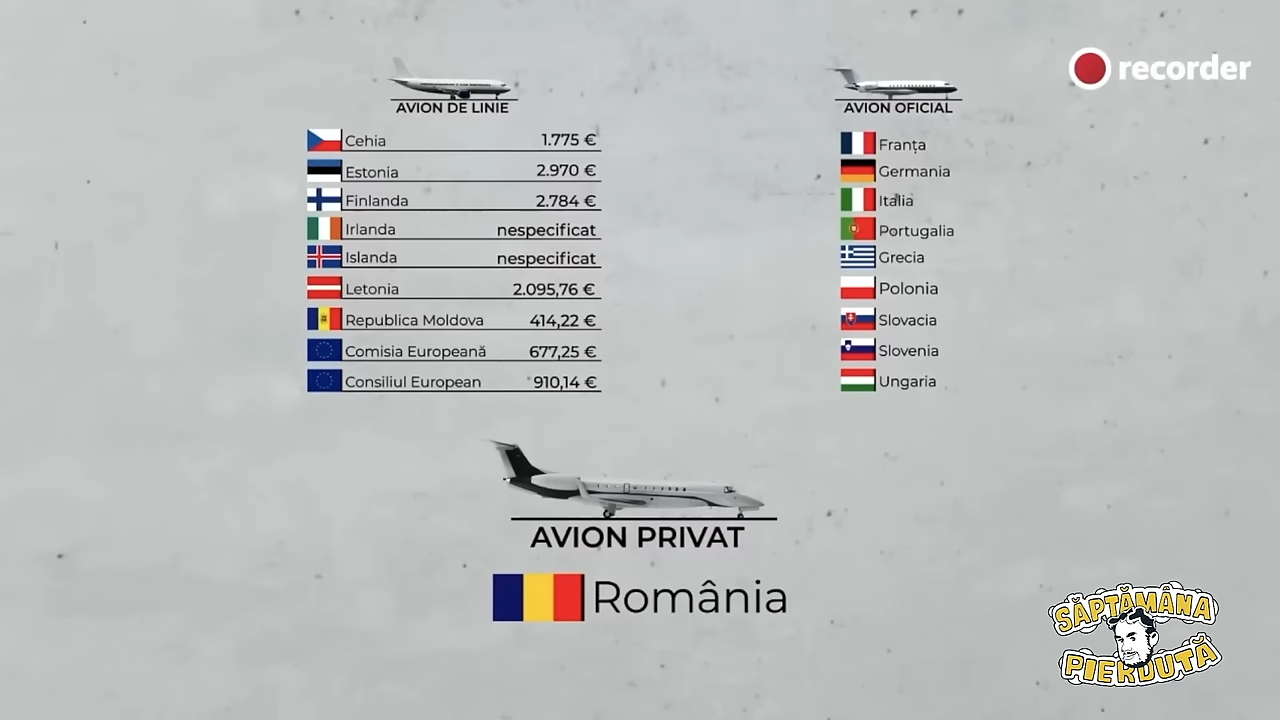 recorder
AVION DE LINIE
Cehia 1.775 €
Estonia 2.970 €
Finlanda 2.784 €
Irlanda nespecificat
Islanda nespecificat
Letonia 2.095,76 €
Republica Moldova 414,22 €
Comisia Europeană 677,25 €
Consiliul European 910,14 €
AVION OFICIAL
Franța
Germania
Italia
Portugalia
Grecia
Polonia
Slovacia
Slovenia
Ungaria
AVION PRIVAT
România
SĂPTĂMÂNA
PIERDUTĂ